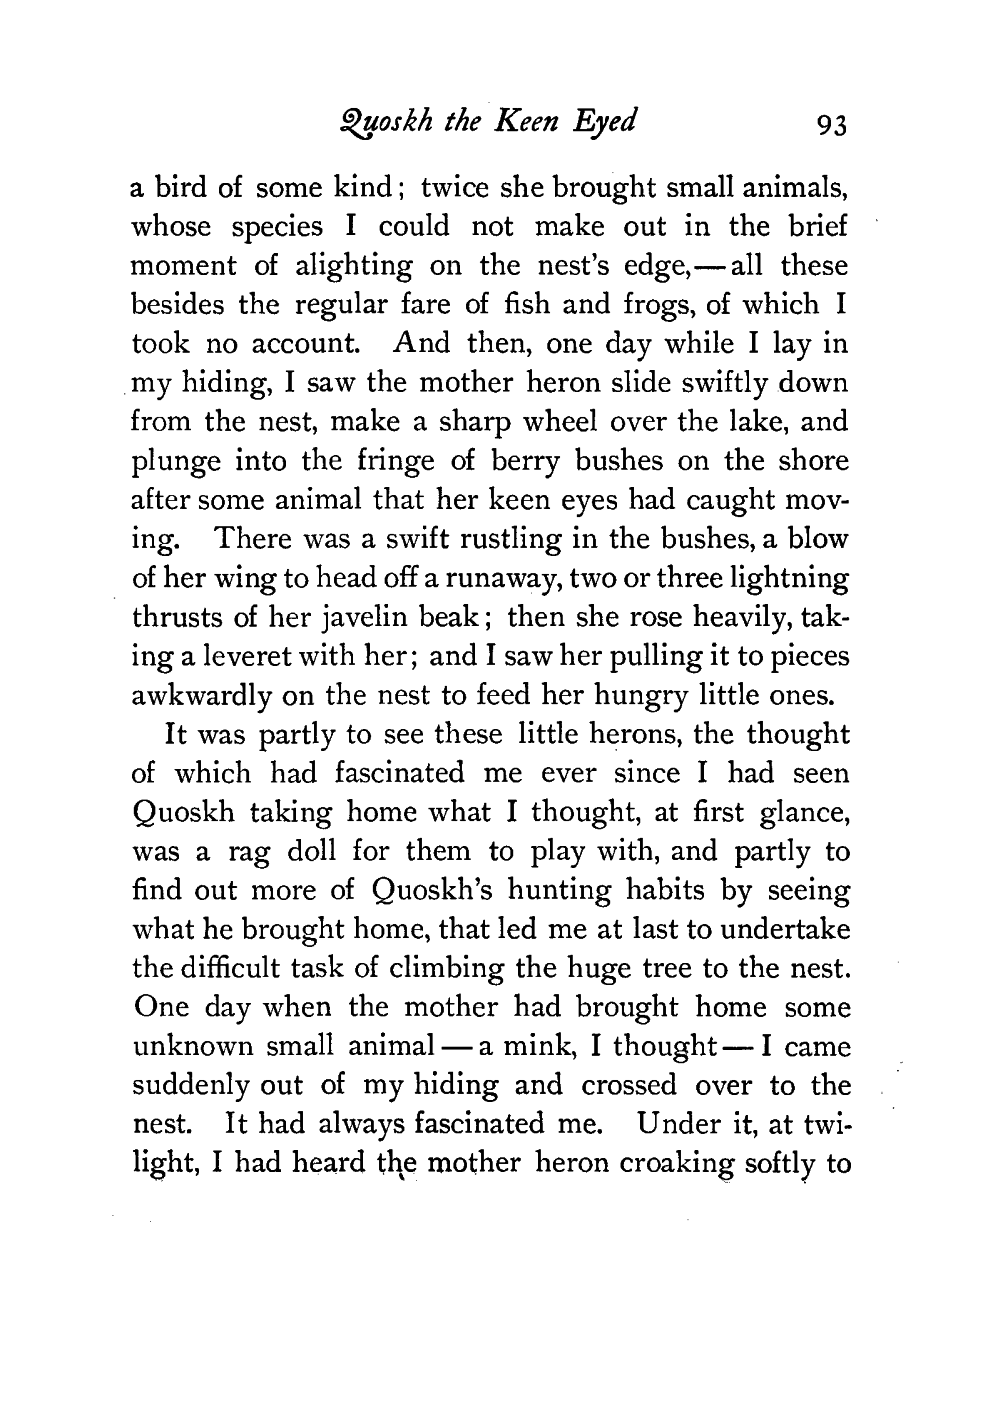 Quoskh the Keen Eyed 93
a bird of some kind; twice she brought small animals,
whose species I could not make out in the brief
moment of alighting on the nest's edge,—all these
besides the regular fare of fish and frogs, of which I
took no account. And then, one day while I lay in
my hiding, I saw the mother heron slide swiftly down
from the nest, make a sharp wheel over the lake, and
plunge into the fringe of berry bushes on the shore
after some animal that her keen eyes had caught mov-
ing. There was a swift rustling in the bushes, a blow
of her wing to head off a runaway, two or three lightning
thrusts of her javelin beak; then she rose heavily, tak-
ing a leveret with her; and I saw her pulling it to pieces
awkwardly on the nest to feed her hungry little ones.
It was partly to see these little herons, the thought
of which had fascinated me ever since I had seen
Quoskh taking home what I thought, at first glance,
was a rag doll for them to play with, and partly to
find out more of Quoskh's hunting habits by seeing
what he brought home, that led me at last to undertake
the difficult task of climbing the huge tree to the nest.
One day when the mother had brought home some
unknown small animal — a mink, I thought — I came
suddenly out of my hiding and crossed over to the
nest. It had always fascinated me. Under it, at twi-
light, I had heard the mother heron croaking softly to